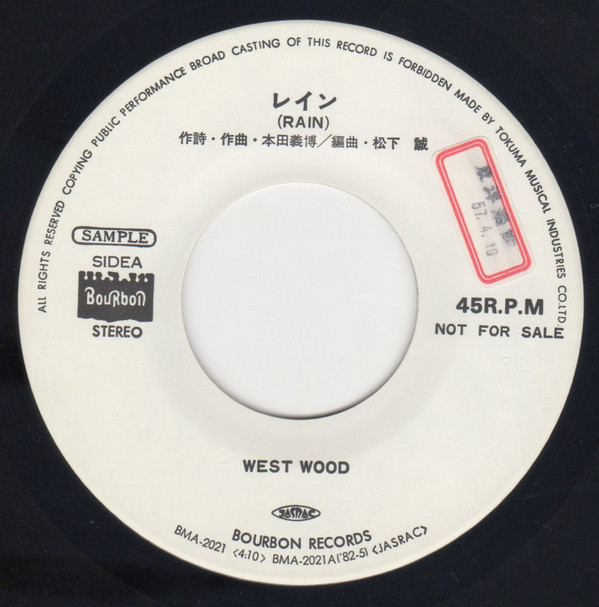 ALL RIGHTS RESERVED COPYING PUBLIC PERFORMANCE BROAD CASTING OF THIS RECORD IS FORBIDDEN MADE BY TOKUMA MUSICAL INDUSTRIES CO.LTD.
レイン
(RAIN)
作詩・作曲・本田義博／編曲・松下 誠
57.4.19
SAMPLE
SIDEA
BouRbon
STEREO
45R.P.M
NOT FOR SALE
WEST WOOD
JASRAC
BOURBON RECORDS
BMA-2021 <4:10> BMA-2021A('82-5) <JASRAC>